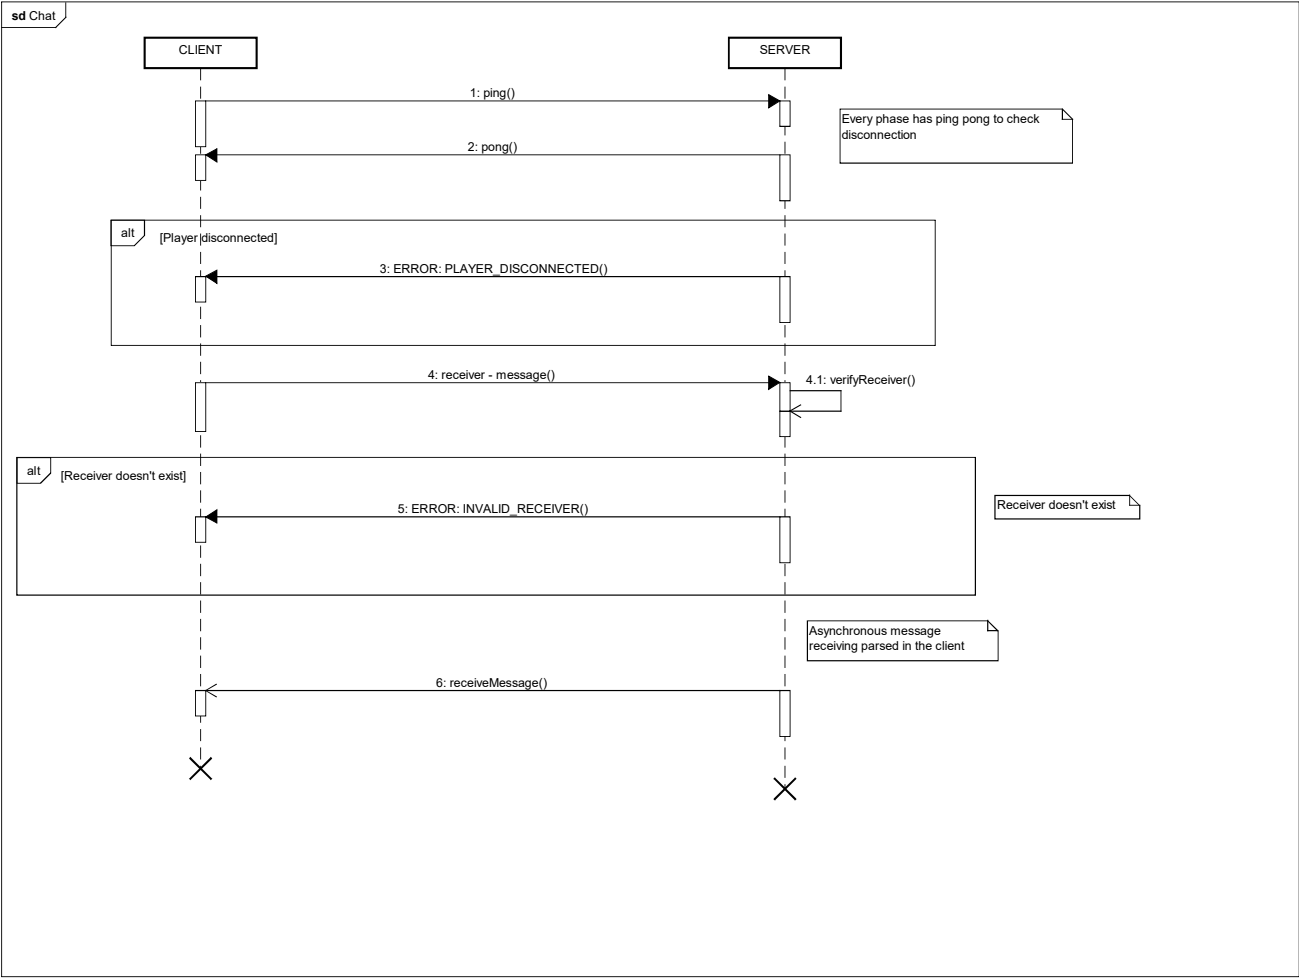 sd Chat
CLIENT
SERVER
1: ping()
Every phase has ping pong to check
disconnection
2: pong()
alt
[Player disconnected]
3: ERROR: PLAYER_DISCONNECTED()
4: receiver - message()
4.1: verifyReceiver()
alt
[Receiver doesn't exist]
5: ERROR: INVALID_RECEIVER()
Receiver doesn't exist
Asynchronous message
receiving parsed in the client
6: receiveMessage()